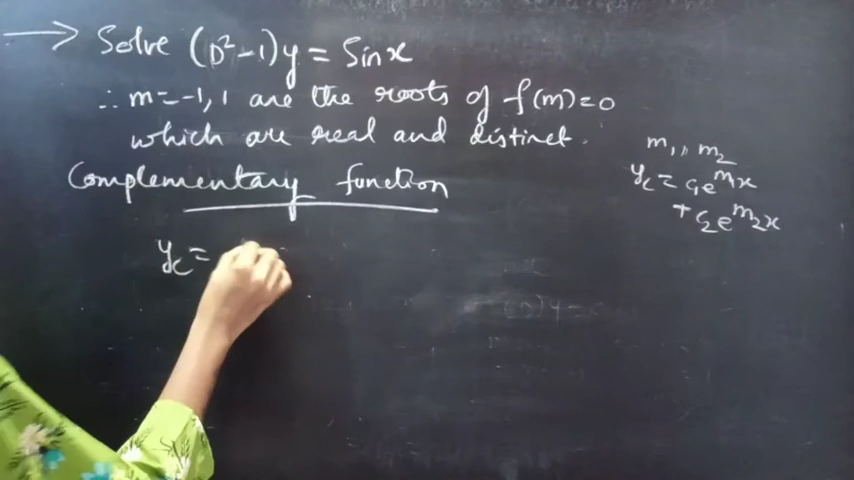 → Solve (D²-1)y = Sinx
∴ m=-1,1 are the roots of f(m)=0
which are real and distinct.
Complementary function
m₁, m₂
y_c = c₁e^m₁x
+ c₂e^m₂x
y_c =